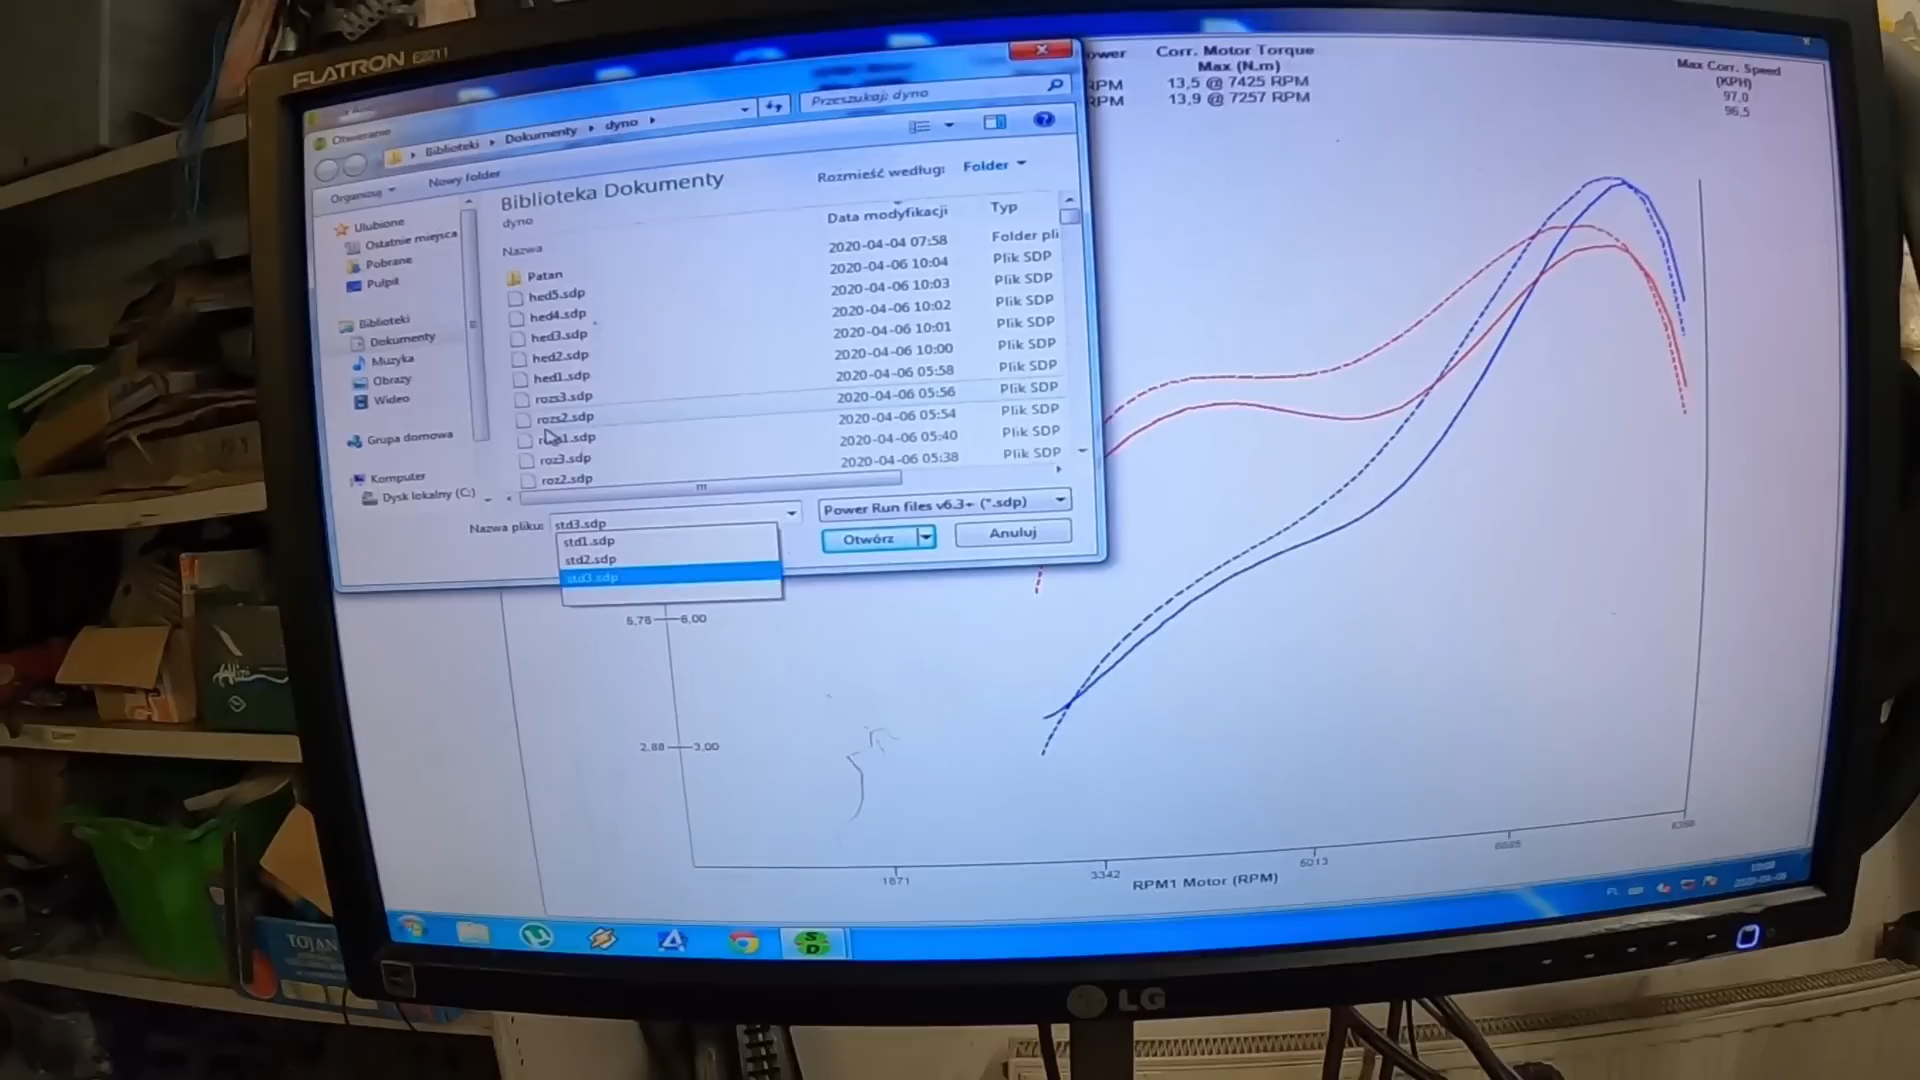 FLATRON E2211
Otwieranie
Biblioteki
Dokumenty
dyno
Przeszukaj: dyno
Organizuj
Nowy folder
Biblioteka Dokumenty
dyno
Rozmieść według:
Folder
Nazwa
Data modyfikacji
Typ
Patan
2020-04-04 07:58
Folder pli
hed5.sdp
2020-04-06 10:04
Plik SDP
hed4.sdp
2020-04-06 10:03
Plik SDP
hed3.sdp
2020-04-06 10:02
Plik SDP
hed2.sdp
2020-04-06 10:01
Plik SDP
hed1.sdp
2020-04-06 10:00
Plik SDP
rozs3.sdp
2020-04-06 05:58
Plik SDP
rozs2.sdp
2020-04-06 05:56
Plik SDP
2020-04-06 05:54
Plik SDP
roz3.sdp
2020-04-06 05:40
Plik SDP
roz2.sdp
2020-04-06 05:38
Plik SDP
Ulubione
Ostatnie miejsca
Pobrane
Pulpit
Biblioteki
Dokumenty
Muzyka
Obrazy
Wideo
Grupa domowa
Komputer
Dysk lokalny (C:)
Nazwa pliku:
std3.sdp
Power Run files v6.3+ (*.sdp)
std1.sdp
std2.sdp
std3.sdp
Otwórz
Anuluj
Corr. Motor Torque
Max (N.m)
RPM 13,5 @ 7425 RPM
RPM 13,9 @ 7257 RPM
Max Corr. Speed
(KPH)
97,0
96,5
5,76 6,00
2,88 3,00
1671
3342
5013
6685
8356
RPM1 Motor (RPM)
PL
LG
TOJAN